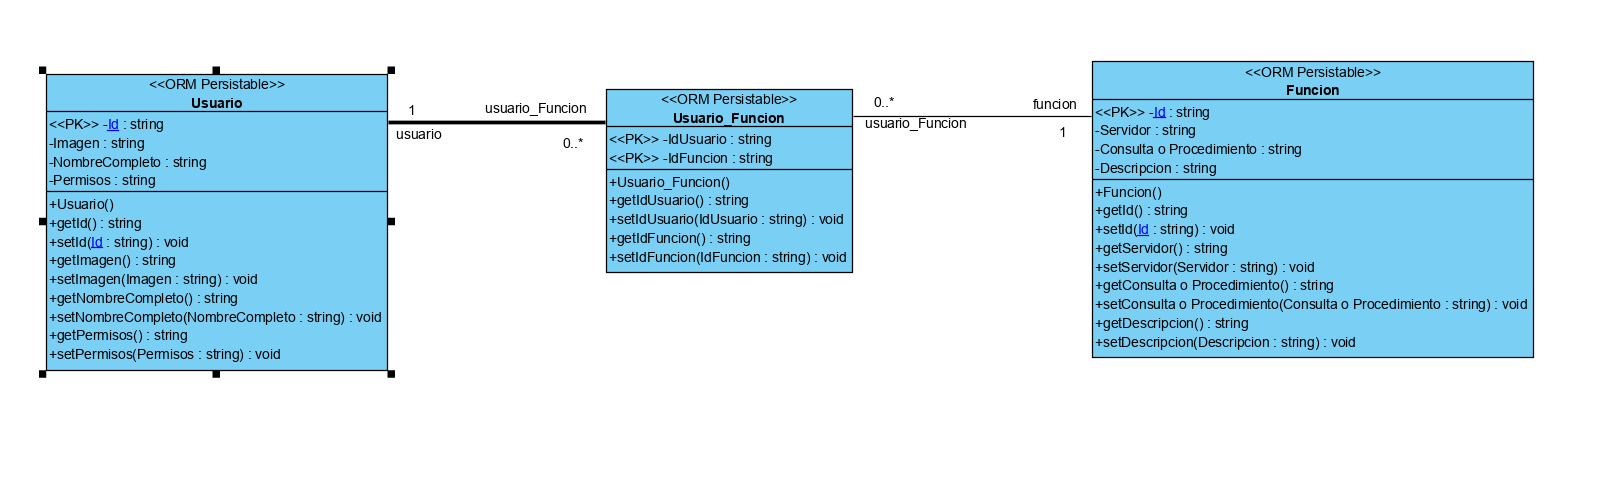 <<ORM Persistable>>
Usuario
<<PK>> -Id : string
-Imagen : string
-NombreCompleto : string
-Permisos : string
+Usuario()
+getId() : string
+setId(Id : string) : void
+getImagen() : string
+setImagen(Imagen : string) : void
+getNombreCompleto() : string
+setNombreCompleto(NombreCompleto : string) : void
+getPermisos() : string
+setPermisos(Permisos : string) : void
1
usuario_Funcion
usuario
0..*
<<ORM Persistable>>
Usuario_Funcion
<<PK>> -IdUsuario : string
<<PK>> -IdFuncion : string
+Usuario_Funcion()
+getIdUsuario() : string
+setIdUsuario(IdUsuario : string) : void
+getIdFuncion() : string
+setIdFuncion(IdFuncion : string) : void
0..*
funcion
usuario_Funcion
1
<<ORM Persistable>>
Funcion
<<PK>> -Id : string
-Servidor : string
-Consulta o Procedimiento : string
-Descripcion : string
+Funcion()
+getId() : string
+setId(Id : string) : void
+getServidor() : string
+setServidor(Servidor : string) : void
+getConsulta o Procedimiento() : string
+setConsulta o Procedimiento(Consulta o Procedimiento : string) : void
+getDescripcion() : string
+setDescripcion(Descripcion : string) : void